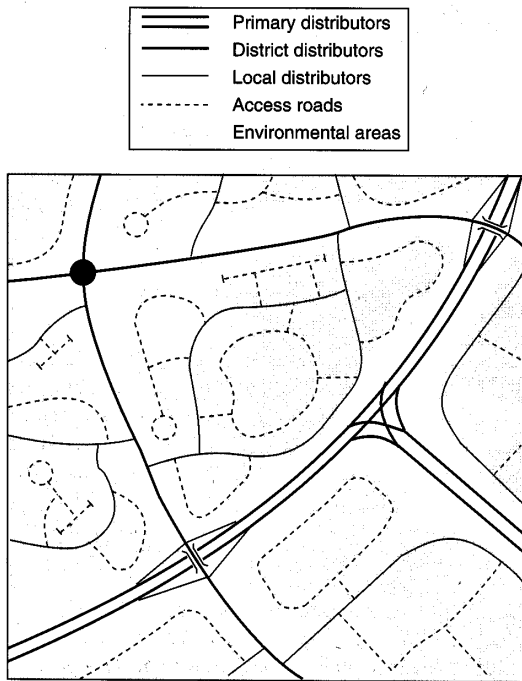 Primary distributors
District distributors
Local distributors
Access roads
Environmental areas